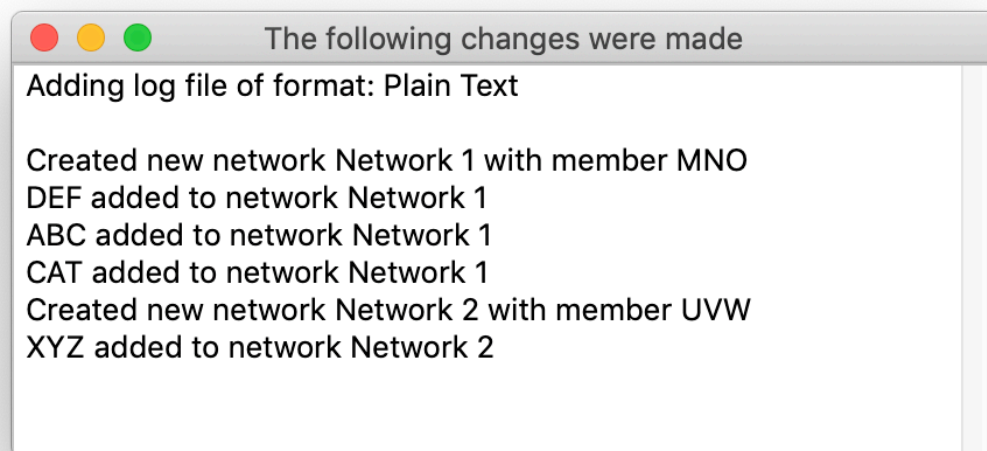 The following changes were made
Adding log file of format: Plain Text
Created new network Network 1 with member MNO
DEF added to network Network 1
ABC added to network Network 1
CAT added to network Network 1
Created new network Network 2 with member UVW
XYZ added to network Network 2